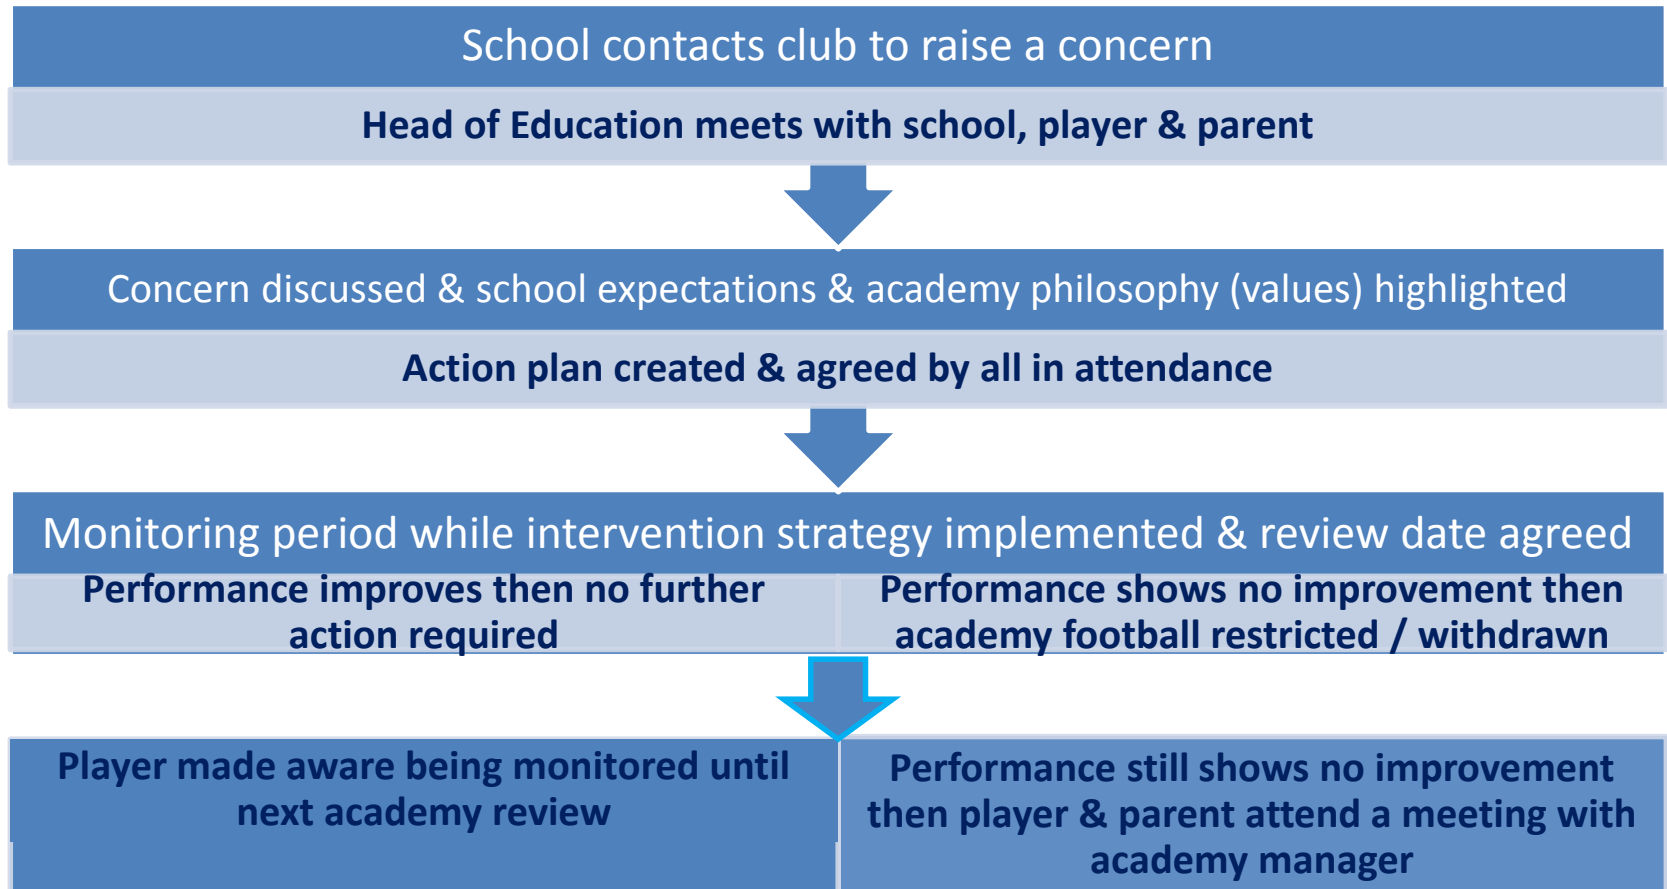 School contacts club to raise a concern
Head of Education meets with school, player & parent
Concern discussed & school expectations & academy philosophy (values) highlighted
Action plan created & agreed by all in attendance
Monitoring period while intervention strategy implemented & review date agreed
Performance improves then no further
action required
Performance shows no improvement then
academy football restricted / withdrawn
Player made aware being monitored until
next academy review
Performance still shows no improvement
then player & parent attend a meeting with
academy manager